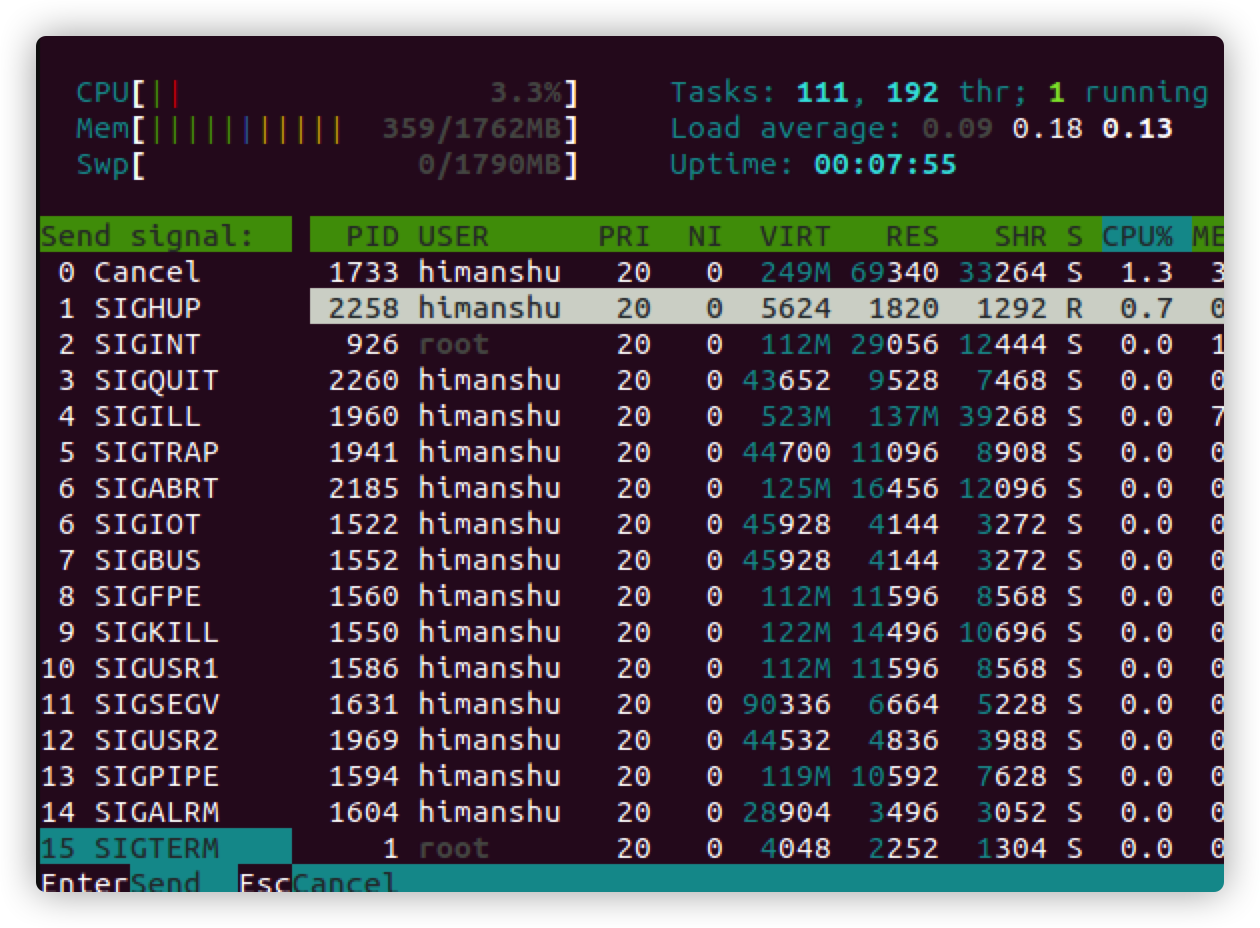 CPU[|| 3.3%] Tasks: 111, 192 thr; 1 running
Mem[||||||||||| 359/1762MB] Load average: 0.09 0.18 0.13
Swp[ 0/1790MB] Uptime: 00:07:55
Send signal: PID USER PRI NI VIRT RES SHR S CPU% ME
0 Cancel 1733 himanshu 20 0 249M 69340 33264 S 1.3 3
1 SIGHUP 2258 himanshu 20 0 5624 1820 1292 R 0.7 0
2 SIGINT 926 root 20 0 112M 29056 12444 S 0.0 1
3 SIGQUIT 2260 himanshu 20 0 43652 9528 7468 S 0.0 0
4 SIGILL 1960 himanshu 20 0 523M 137M 39268 S 0.0 7
5 SIGTRAP 1941 himanshu 20 0 44700 11096 8908 S 0.0 0
6 SIGABRT 2185 himanshu 20 0 125M 16456 12096 S 0.0 0
6 SIGIOT 1522 himanshu 20 0 45928 4144 3272 S 0.0 0
7 SIGBUS 1552 himanshu 20 0 45928 4144 3272 S 0.0 0
8 SIGFPE 1560 himanshu 20 0 112M 11596 8568 S 0.0 0
9 SIGKILL 1550 himanshu 20 0 122M 14496 10696 S 0.0 0
10 SIGUSR1 1586 himanshu 20 0 112M 11596 8568 S 0.0 0
11 SIGSEGV 1631 himanshu 20 0 90336 6664 5228 S 0.0 0
12 SIGUSR2 1969 himanshu 20 0 44532 4836 3988 S 0.0 0
13 SIGPIPE 1594 himanshu 20 0 119M 10592 7628 S 0.0 0
14 SIGALRM 1604 himanshu 20 0 28904 3496 3052 S 0.0 0
15 SIGTERM 1 root 20 0 4048 2252 1304 S 0.0 0
EnterSend EscCancel